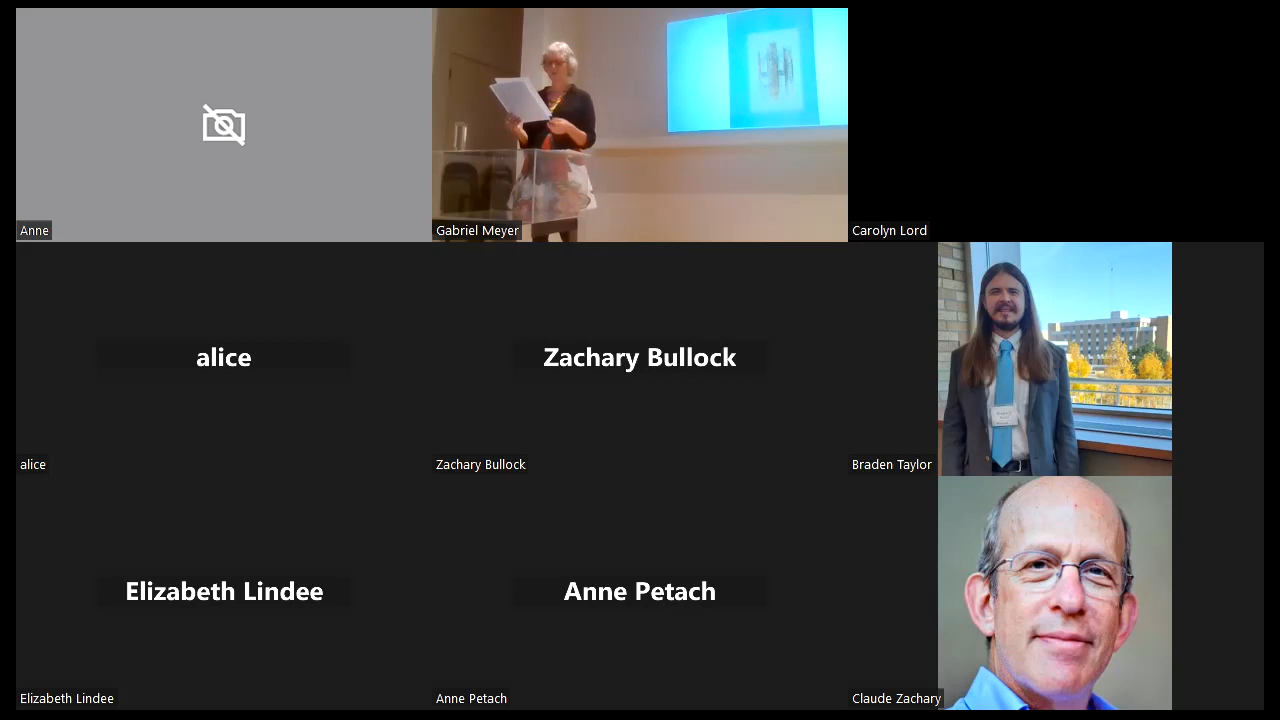 Anne
Gabriel Meyer
Carolyn Lord
alice
Zachary Bullock
alice
Zachary Bullock
Braden Taylor
Elizabeth Lindee
Anne Petach
Elizabeth Lindee
Anne Petach
Claude Zachary